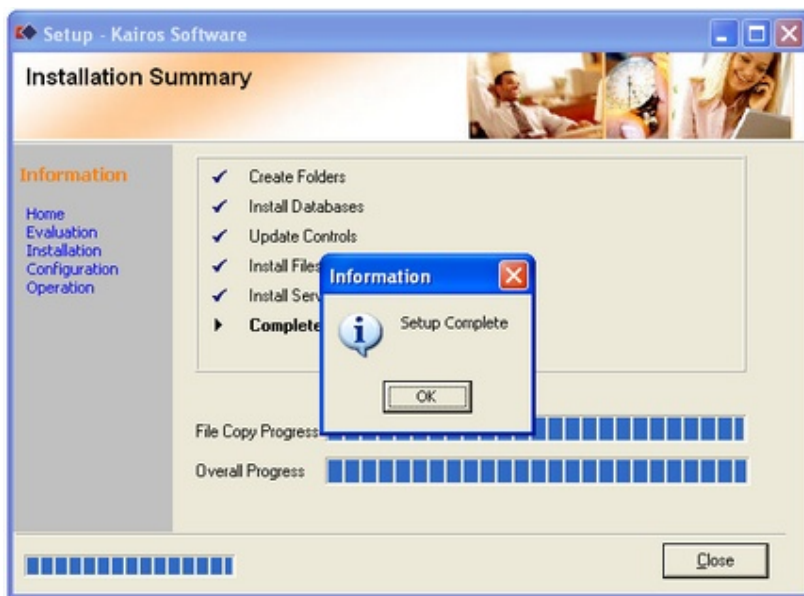 Setup - Kairos Software
Installation Summary
Information
Home
Evaluation
Installation
Configuration
Operation
Create Folders
Install Databases
Update Controls
Install Files
Install Serv
Complete
Information
Setup Complete
OK
File Copy Progress
Overall Progress
Close